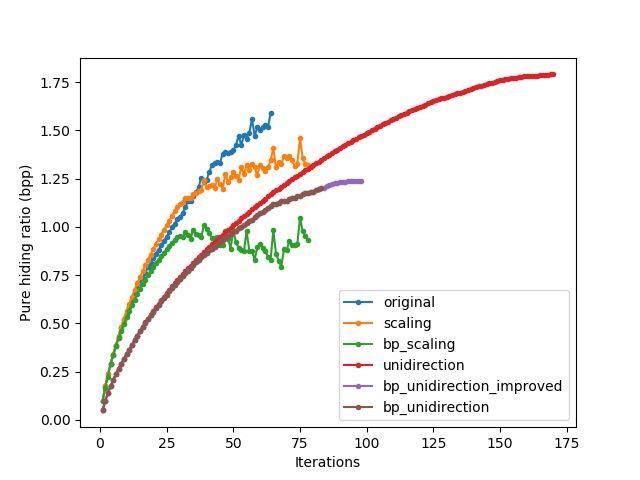 1.75
1.50
1.25
1.00
0.75
0.50
0.25
0.00
Pure hiding ratio (bpp)
original
scaling
bp_scaling
unidirection
bp_unidirection_improved
bp_unidirection
0 25 50 75 100 125 150 175
Iterations